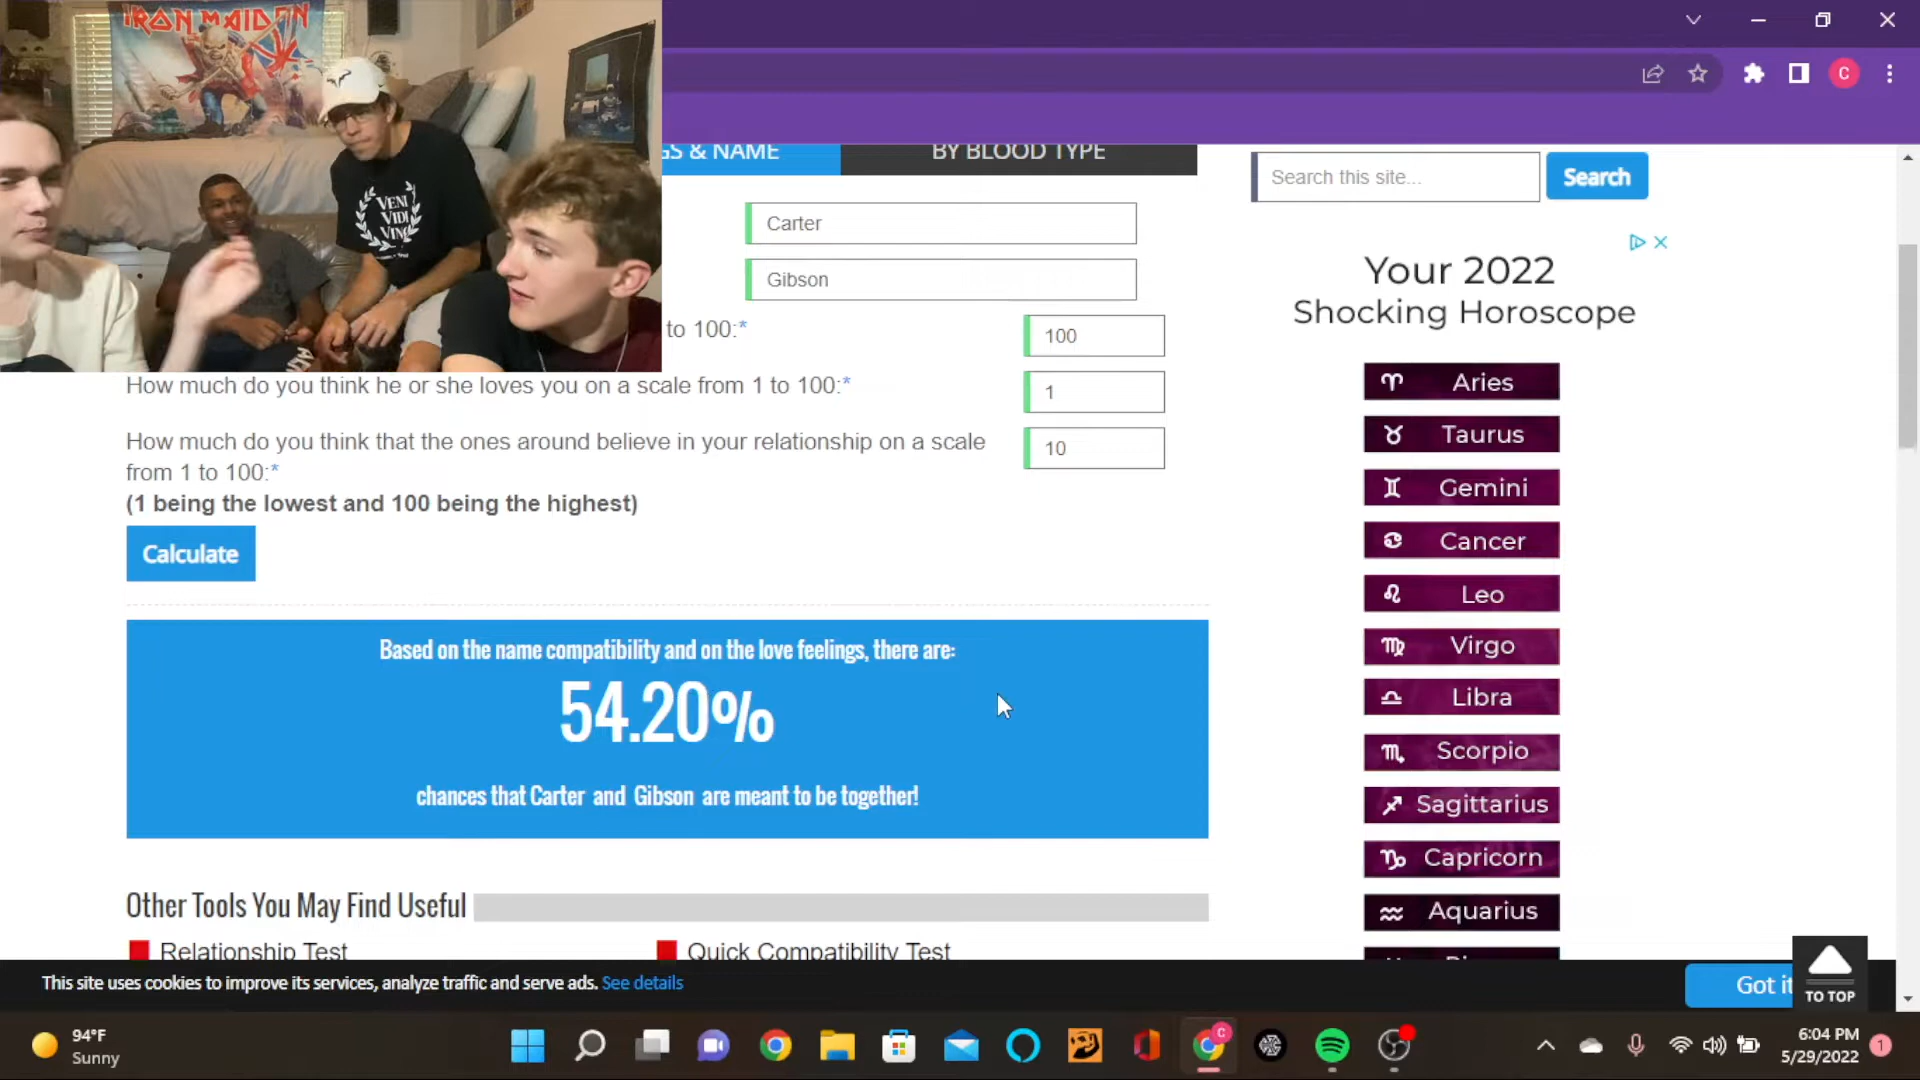 IRON MAIDEN
VENI
VIDI
C
& NAME
BY BLOOD TYPE
Search this site...
Search
Carter
Gibson
to 100:*
100
How much do you think he or she loves you on a scale from 1 to 100:*
1
How much do you think that the ones around believe in your relationship on a scale
from 1 to 100:*
10
(1 being the lowest and 100 being the highest)
Calculate
Based on the name compatibility and on the love feelings, there are:
54.20%
chances that Carter and Gibson are meant to be together!
Other Tools You May Find Useful
Relationship Test
Quick Compatibility Test
Your 2022
Shocking Horoscope
Aries
Taurus
Gemini
Cancer
Leo
Virgo
Libra
Scorpio
Sagittarius
Capricorn
Aquarius
This site uses cookies to improve its services, analyze traffic and serve ads. See details
Got it
TO TOP
94°F
Sunny
C
6:04 PM
5/29/2022
1